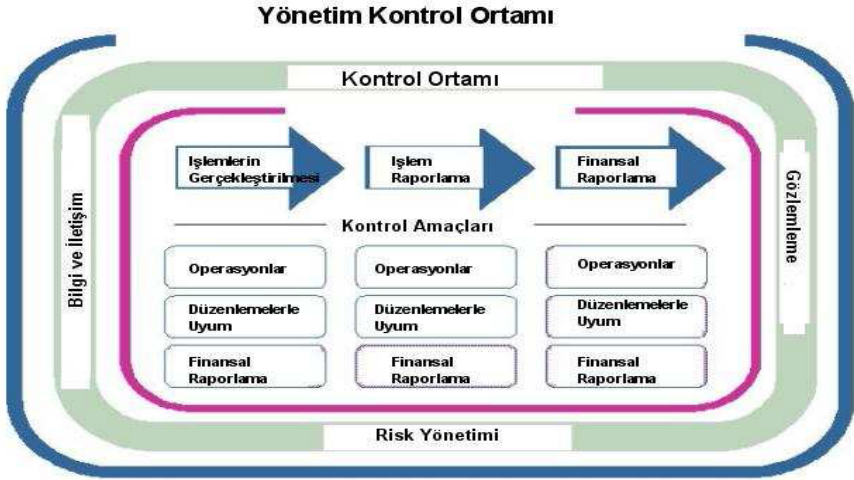 Yönetim Kontrol Ortamı
Kontrol Ortamı
Bilgi ve İletişim
Gözlemleme
İşlemlerin
Gerçekleştirilmesi
İşlem
Raporlama
Finansal
Raporlama
Kontrol Amaçları
Operasyonlar
Operasyonlar
Operasyonlar
Düzenlemelerle
Uyum
Düzenlemelerle
Uyum
Düzenlemelerle
Uyum
Finansal
Raporlama
Finansal
Raporlama
Finansal
Raporlama
Risk Yönetimi